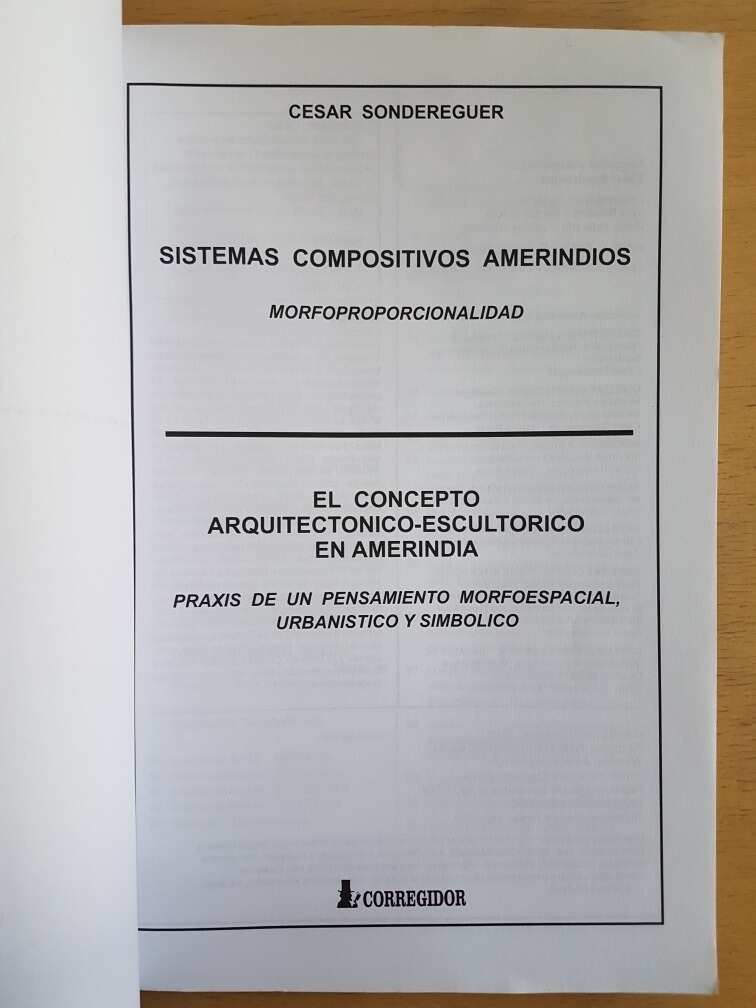 CESAR SONDEREGUER
SISTEMAS COMPOSITIVOS AMERINDIOS
MORFOPROPORCIONALIDAD
EL CONCEPTO
ARQUITECTONICO-ESCULTORICO
EN AMERINDIA
PRAXIS DE UN PENSAMIENTO MORFOESPACIAL,
URBANISTICO Y SIMBOLICO
CORREGIDOR